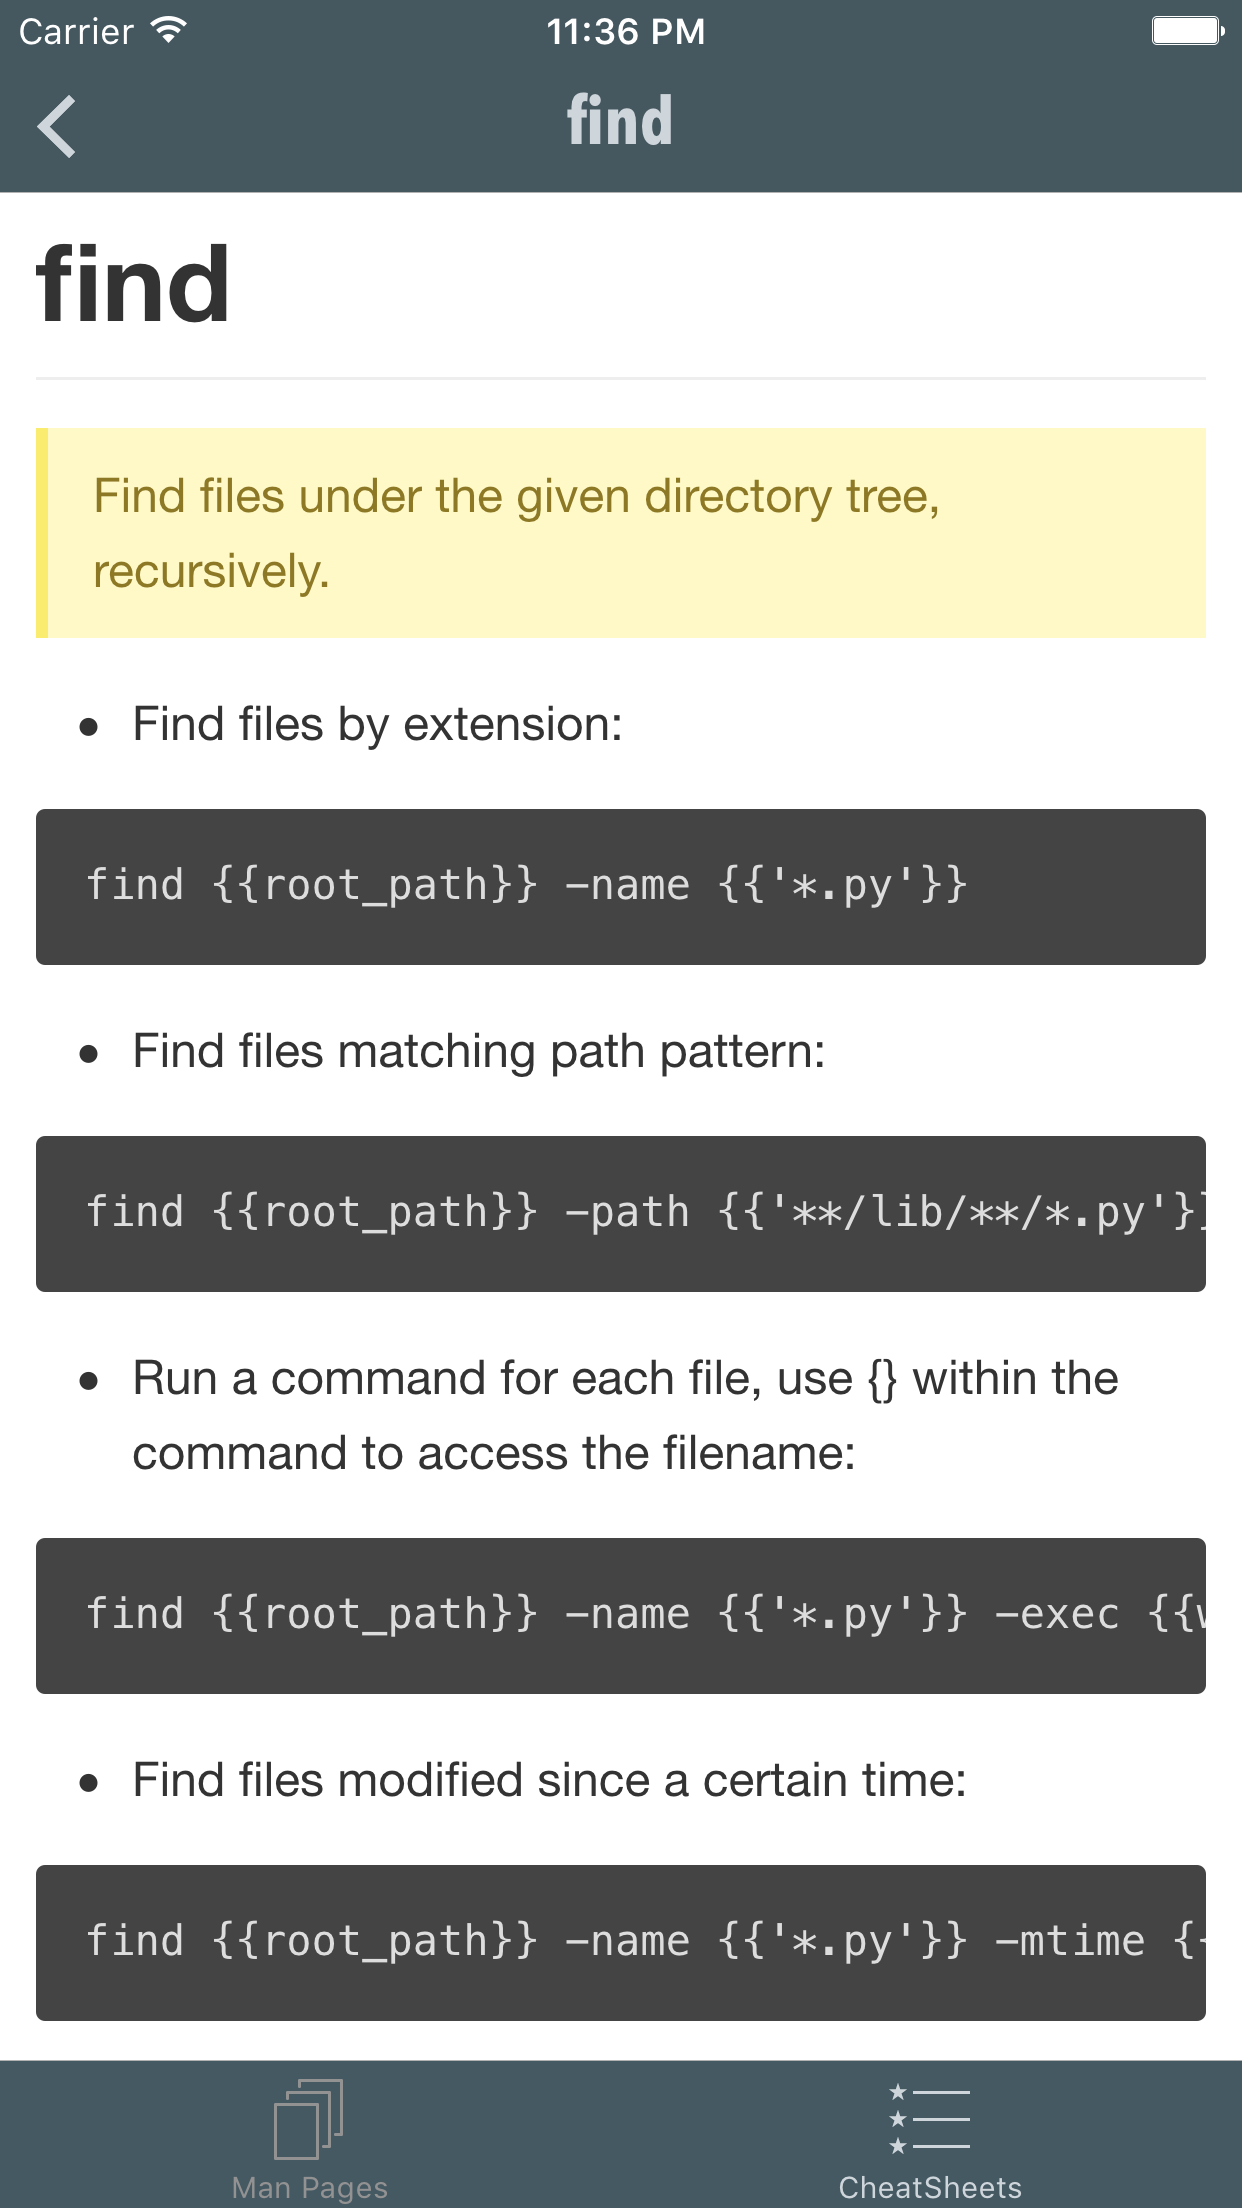 Carrier 11:36 PM
find
find
Find files under the given directory tree,
recursively.
• Find files by extension:
find {{root_path}} -name {{'*.py'}}
• Find files matching path pattern:
find {{root_path}} -path {{'**/lib/**/*.py'}
• Run a command for each file, use {} within the
command to access the filename:
find {{root_path}} -name {{'*.py'}} -exec {{
• Find files modified since a certain time:
find {{root_path}} -name {{'*.py'}} -mtime {
Man Pages CheatSheets